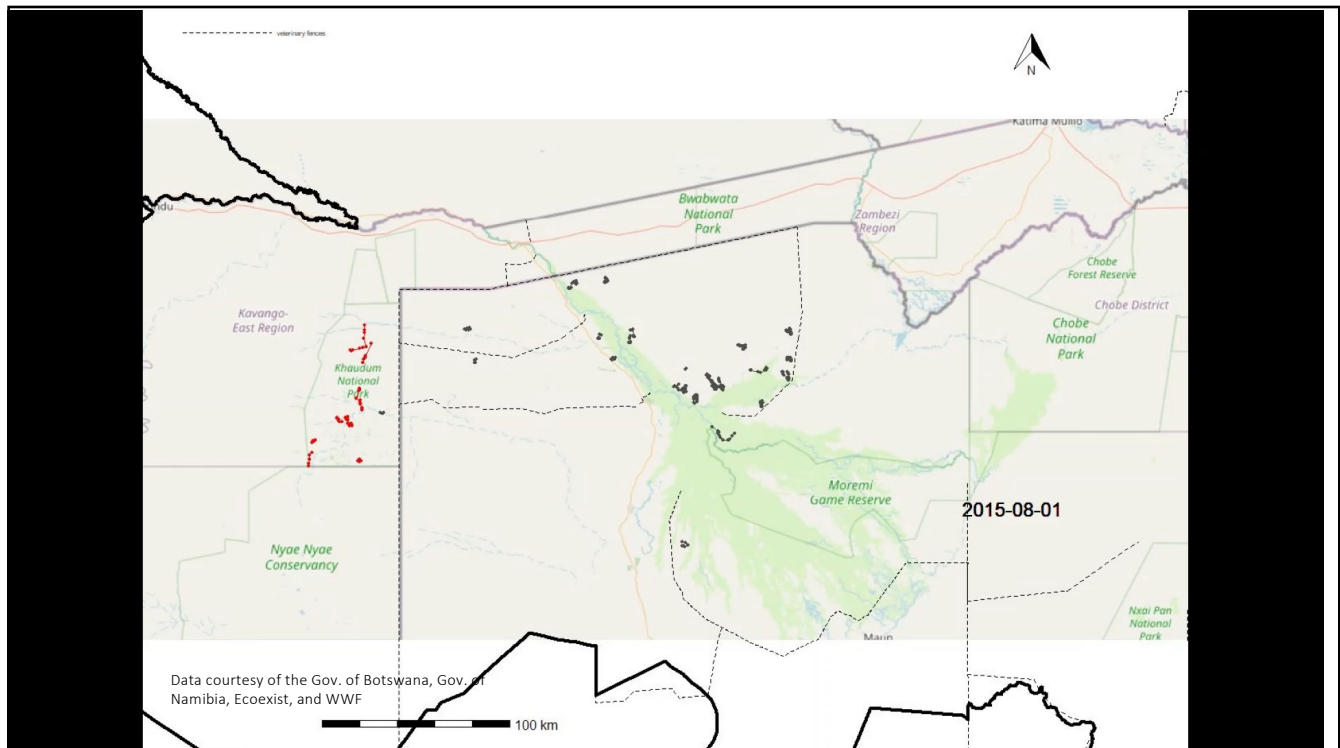 veterinary fences
N
Katima Mulilo
ndu
Bwabwata
National
Park
Zambezi
Region
Chobe
Forest Reserve
Chobe District
Kavango-
East Region
Chobe
National
Park
Khaudum
National
Park
Moremi
Game Reserve
2015-08-01
Nyae Nyae
Conservancy
Nxai Pan
National
Park
Maun
Data courtesy of the Gov. of Botswana, Gov. of
Namibia, Ecoexist, and WWF
100 km